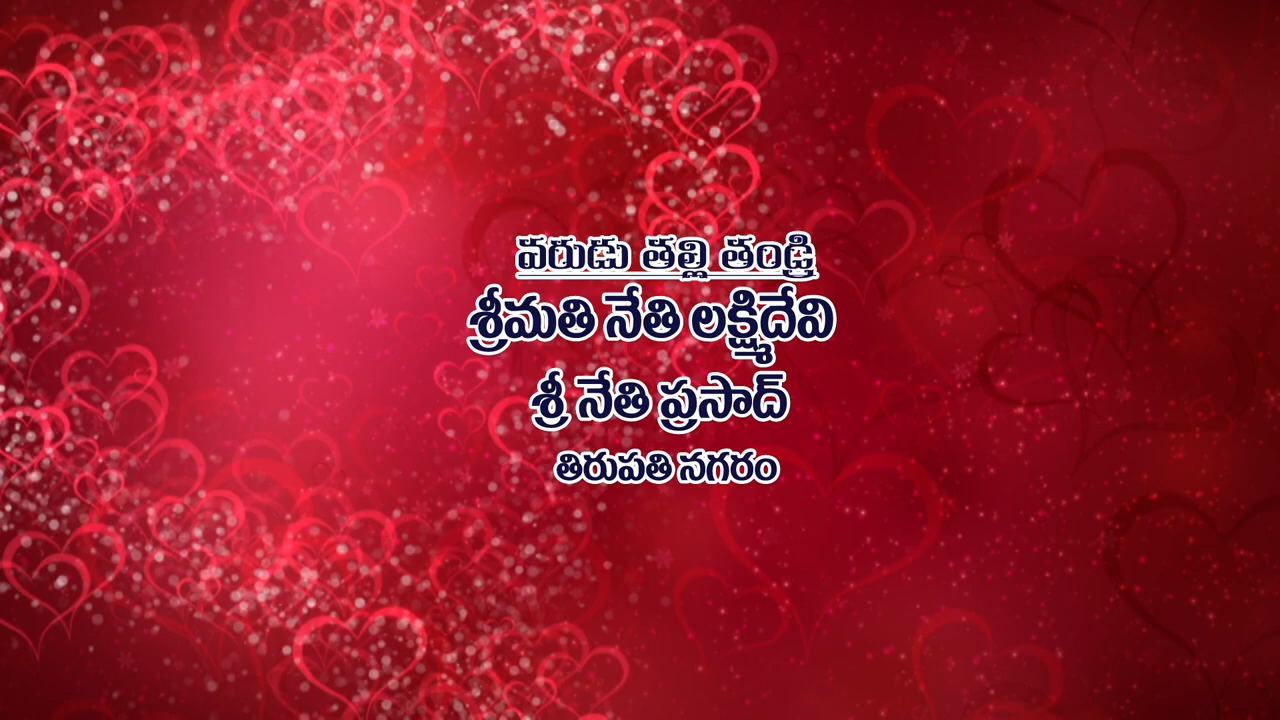 వరుడు తల్లి తండ్రి
శ్రీమతి నేతి లక్ష్మిదేవి
శ్రీ నేతి ప్రసాద్
తిరుపతి నగరం